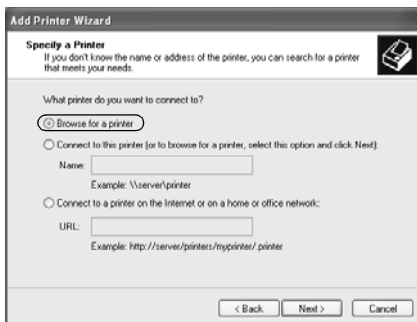 Add Printer Wizard
Specify a Printer
If you don't know the name or address of the printer, you can search for a printer
that meets your needs.
What printer do you want to connect to?
Browse for a printer
Connect to this printer (or to browse for a printer, select this option and click Next):
Name:
Example: \\server\printer
Connect to a printer on the Internet or on a home or office network:
URL:
Example: http://server/printers/myprinter/.printer
< Back
Next >
Cancel